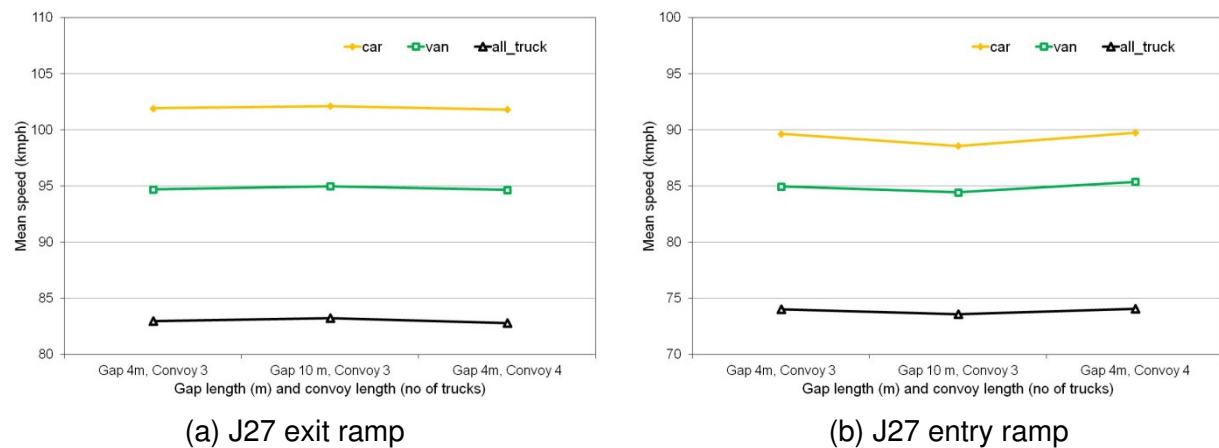 110
105
100
95
90
85
80
Mean speed (kmph)
car van all_truck
Gap 4m, Convoy 3 Gap 10 m, Convoy 3 Gap 4m, Convoy 4
Gap length (m) and convoy length (no of trucks)
(a) J27 exit ramp
100
95
90
85
80
75
70
Mean speed (kmph)
car van all_truck
Gap 4m, Convoy 3 Gap 10 m, Convoy 3 Gap 4m, Convoy 4
Gap length (m) and convoy length (no of trucks)
(b) J27 entry ramp